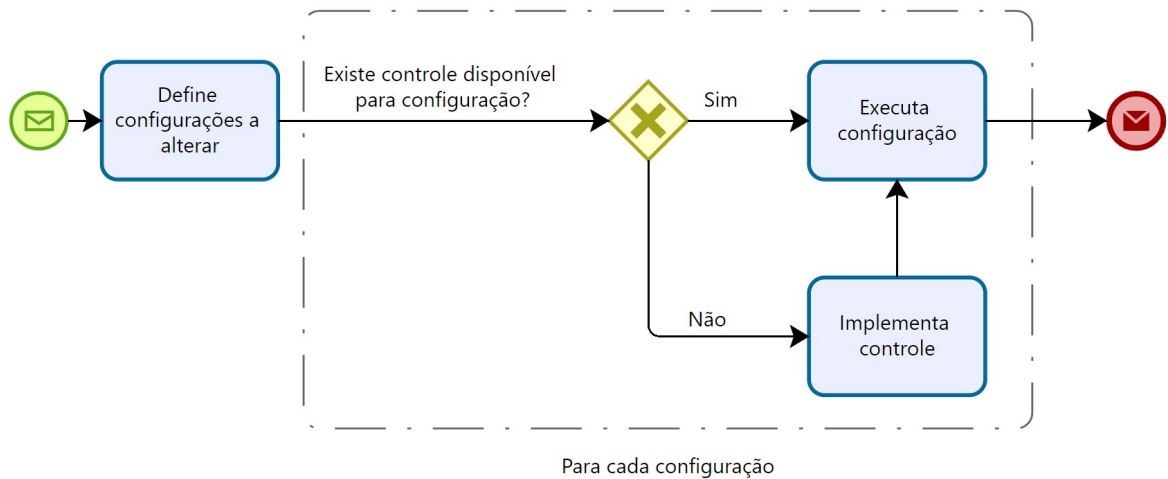 Define
configurações a
alterar
Existe controle disponível
para configuração?
Sim
Executa
configuração
Não
Implementa
controle
Para cada configuração